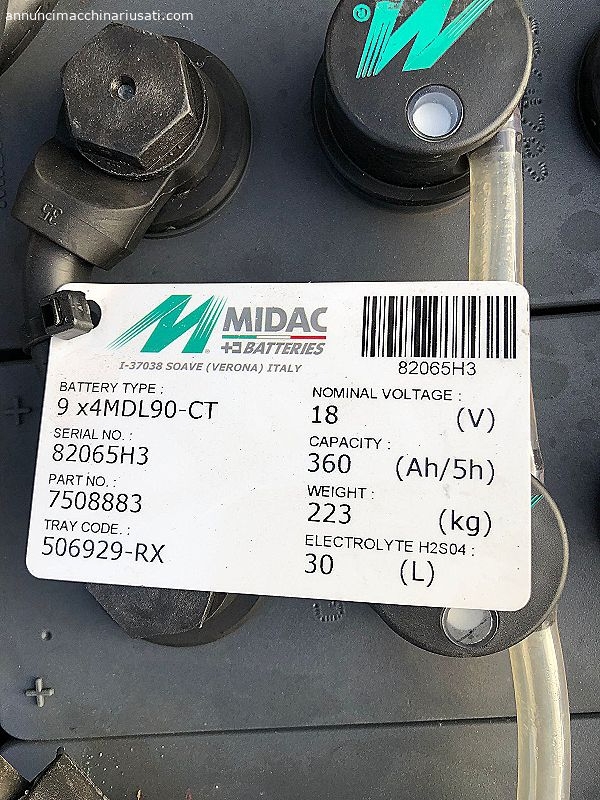 annuncimacchinariusati.com
35
MIDAC
BATTERIES
I-37038 SOAVE (VERONA) ITALY
82065H3
BATTERY TYPE :
9 x4MDL90-CT
SERIAL NO. :
82065H3
PART NO. :
7508883
TRAY CODE. :
506929-RX
NOMINAL VOLTAGE :
18 (V)
CAPACITY :
360 (Ah/5h)
WEIGHT :
223 (kg)
ELECTROLYTE H2S04 :
30 (L)